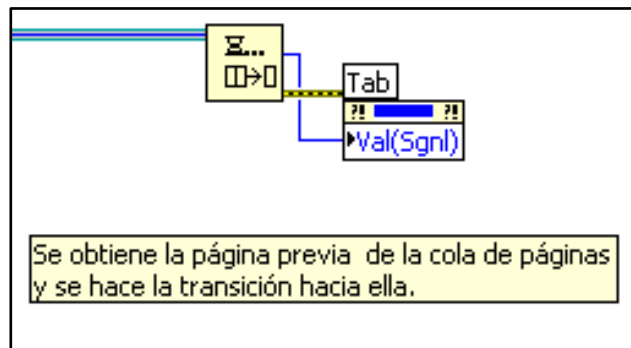 Tab
?! ?!
Val(Sgnl)
Se obtiene la página previa de la cola de páginas
y se hace la transición hacia ella.